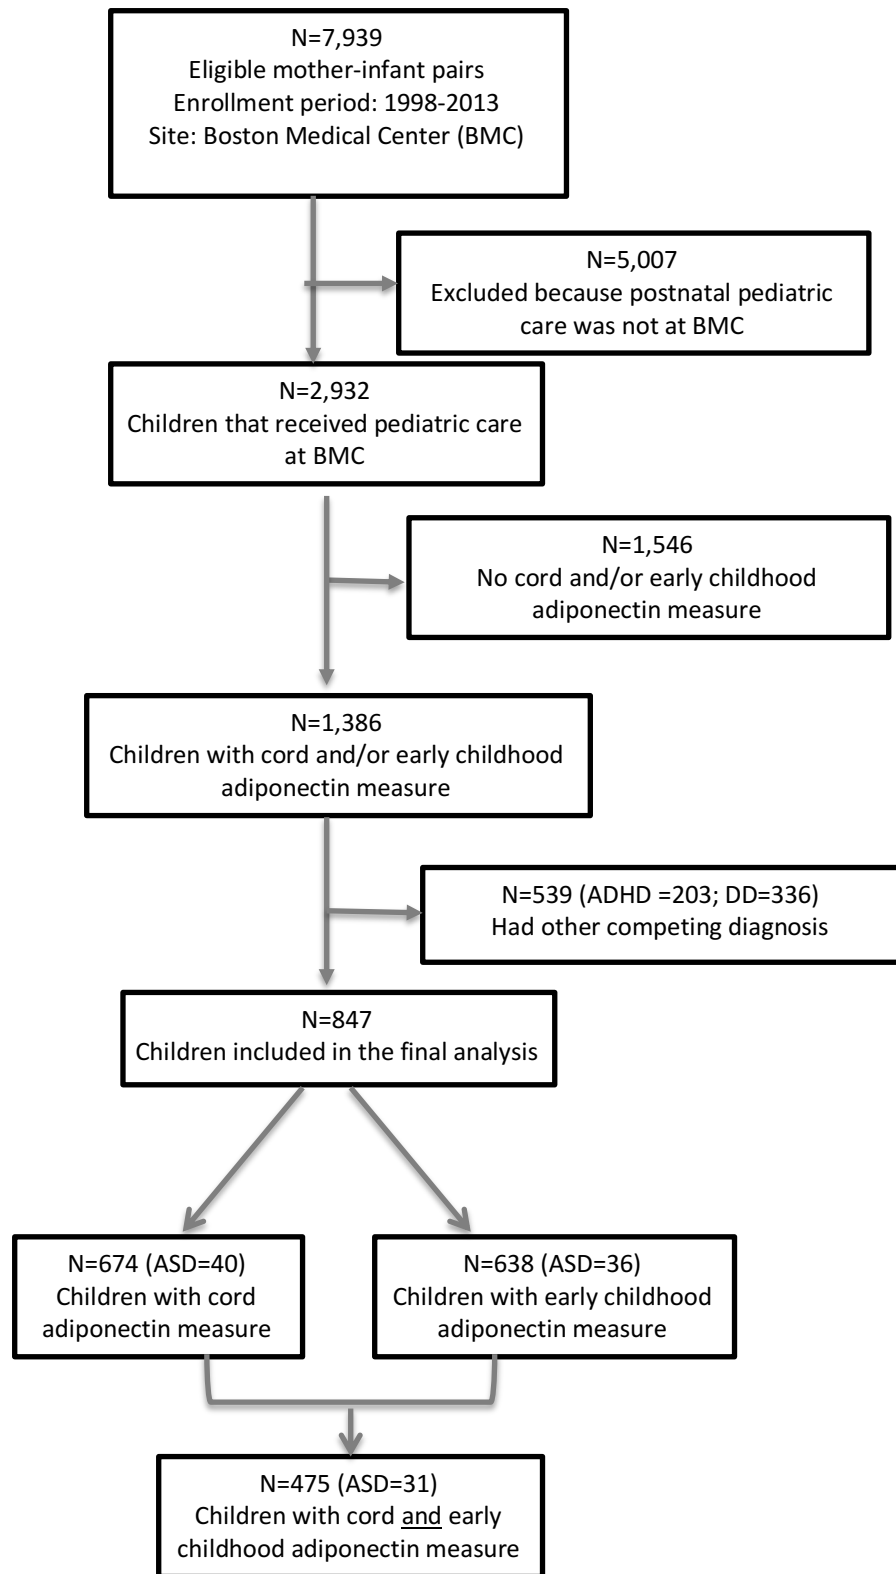 N=7,939
Eligible mother-infant pairs
Enrollment period: 1998-2013
Site: Boston Medical Center (BMC)
N=5,007
Excluded because postnatal pediatric
care was not at BMC
N=2,932
Children that received pediatric care
at BMC
N=1,546
No cord and/or early childhood
adiponectin measure
N=1,386
Children with cord and/or early childhood
adiponectin measure
N=539 (ADHD =203; DD=336)
Had other competing diagnosis
N=847
Children included in the final analysis
N=674 (ASD=40)
Children with cord
adiponectin measure
N=638 (ASD=36)
Children with early childhood
adiponectin measure
N=475 (ASD=31)
Children with cord and early
childhood adiponectin measure